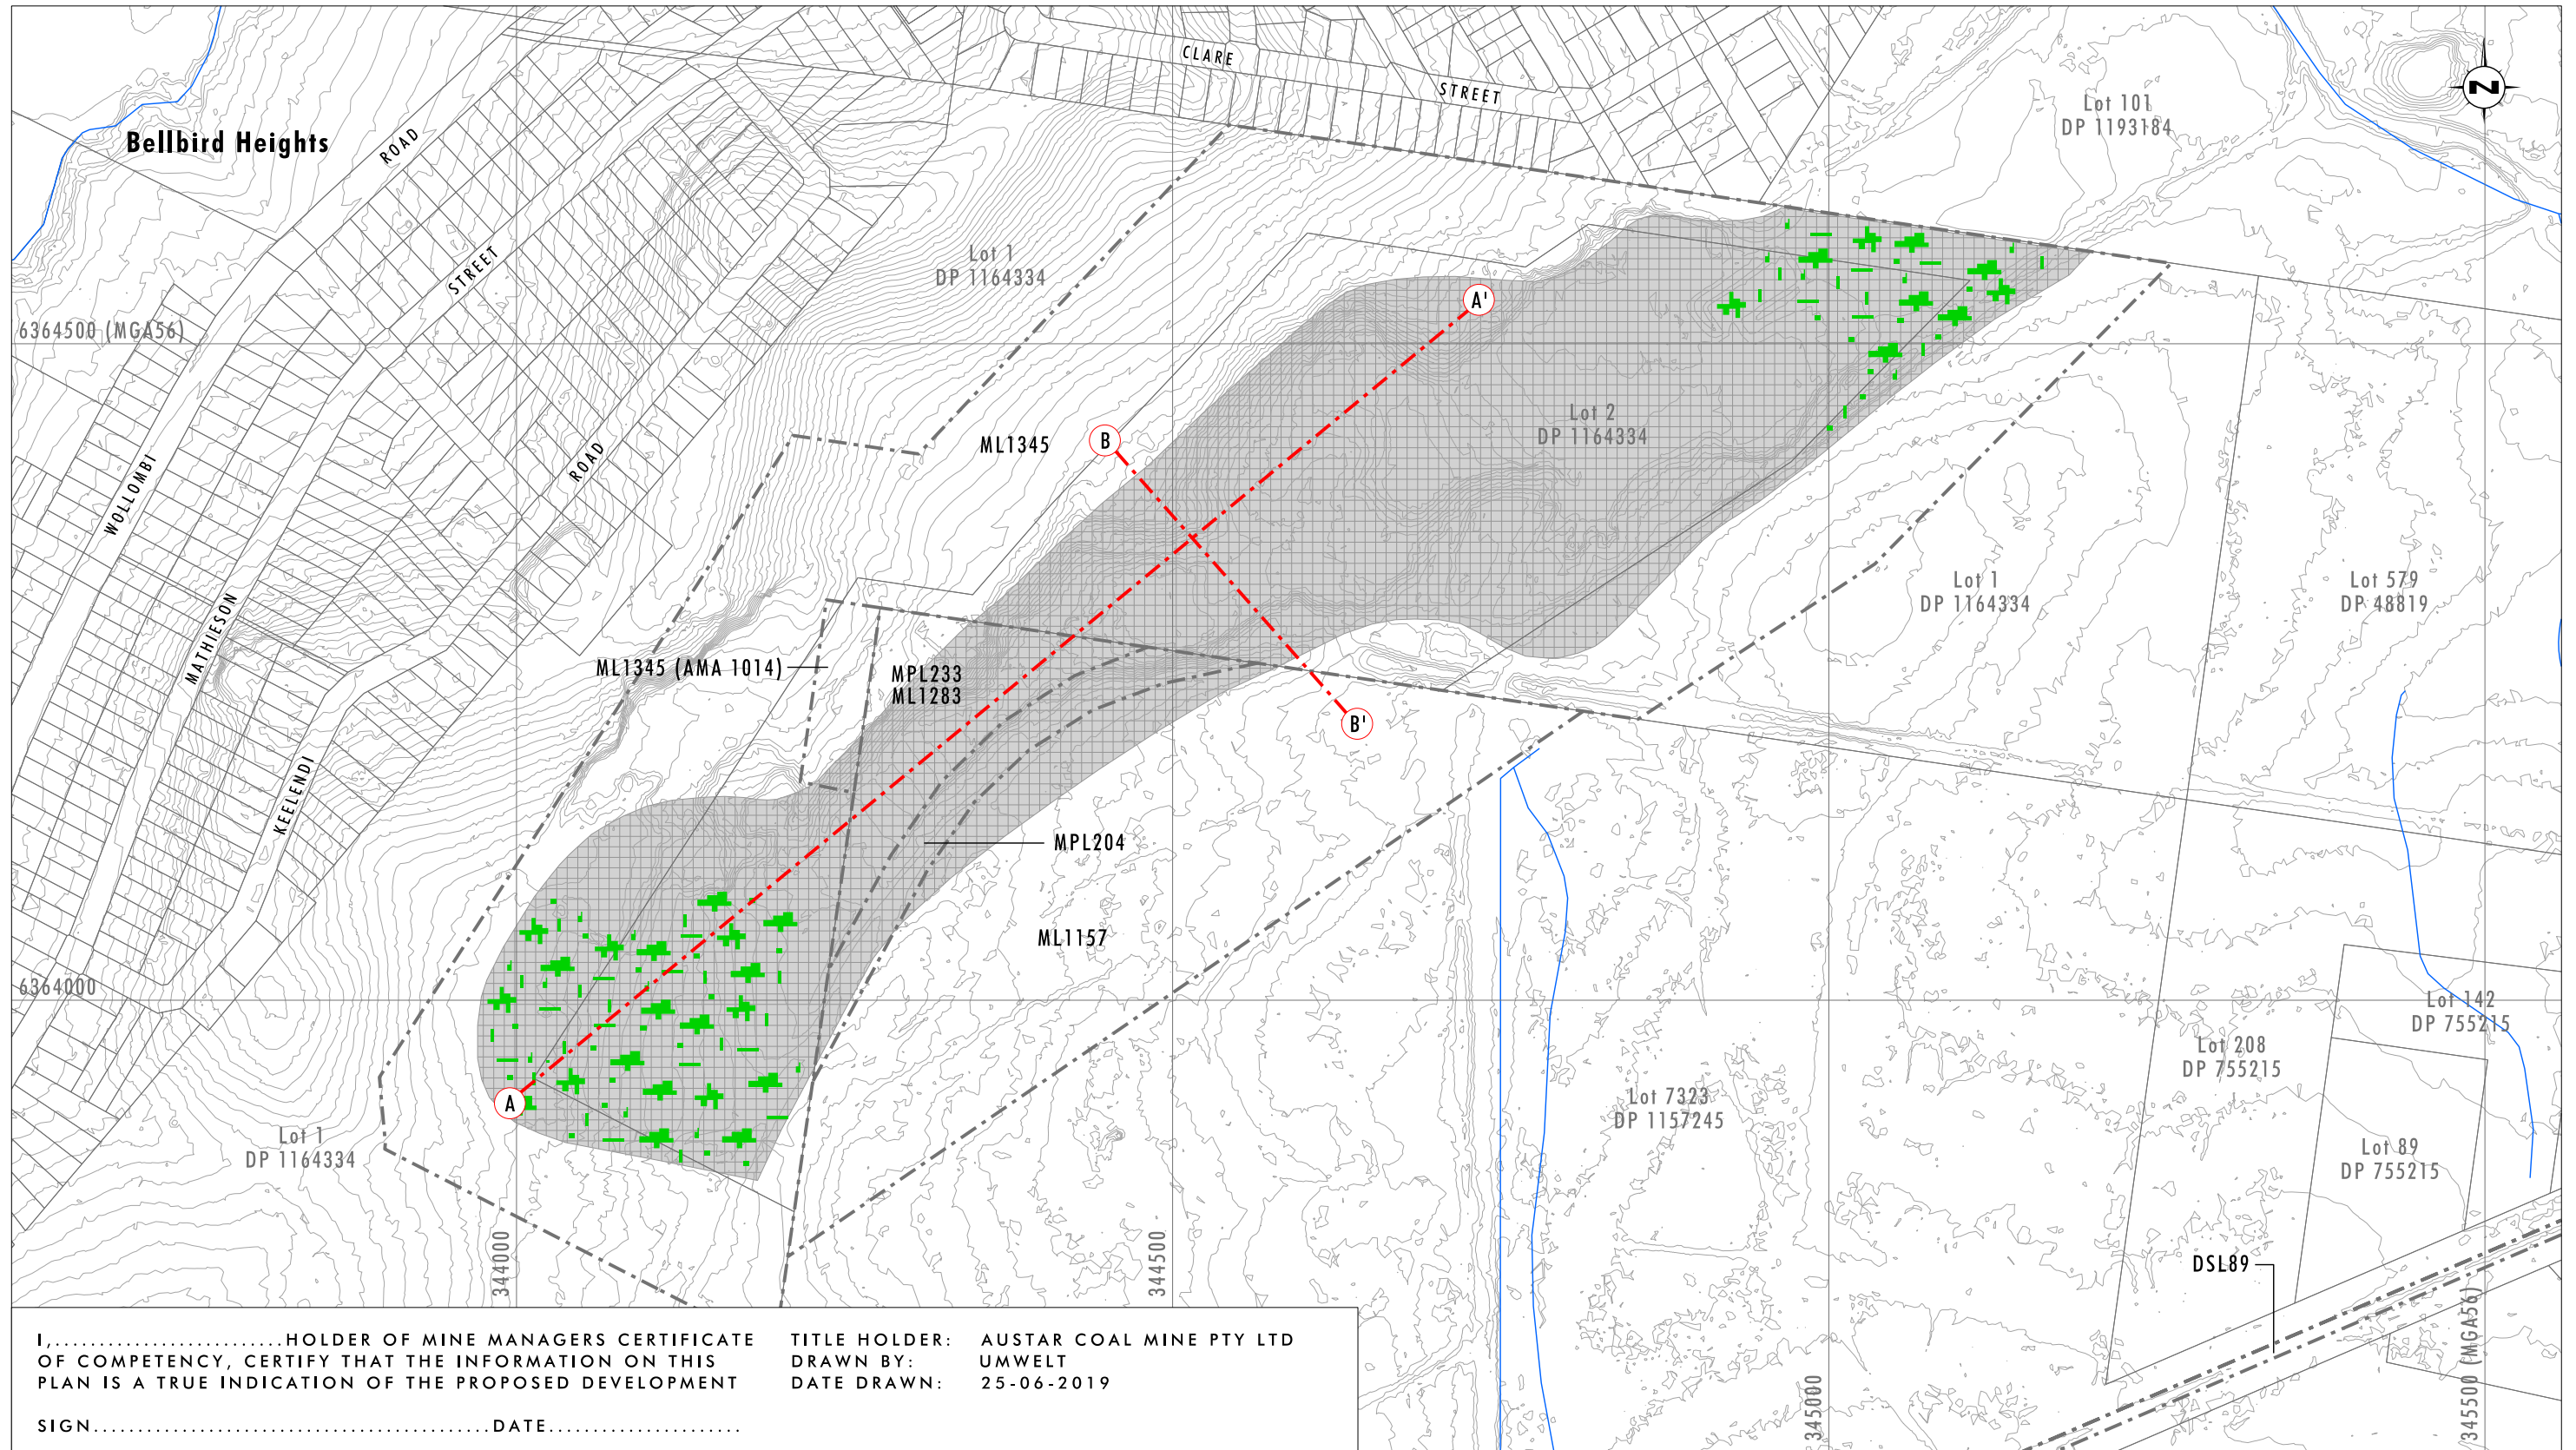 CLARE
STREET
Bellbird Heights
ROAD
Lot 101
DP 1193184
N
STREET
Lot 1
DP 1164334
6364500 (MGA56)
A'
ROAD
WOLLOMBI
ML1345
B
Lot 2
DP 1164334
MATHIESON
Lot 1
DP 1164334
Lot 579
DP 48819
ML1345 (AMA 1014)
MPL233
ML1283
B'
KEELENDI
MPL204
ML1157
6364000
Lot 142
DP 755215
Lot 208
DP 755215
A
Lot 7323
DP 1157245
Lot 1
DP 1164334
Lot 89
DP 755215
DSL89
344000
344500
345000
345500 (MGA56)
I,..........................HOLDER OF MINE MANAGERS CERTIFICATE
OF COMPETENCY, CERTIFY THAT THE INFORMATION ON THIS
PLAN IS A TRUE INDICATION OF THE PROPOSED DEVELOPMENT
SIGN.............................................DATE......................
TITLE HOLDER: AUSTAR COAL MINE PTY LTD
DRAWN BY: UMWELT
DATE DRAWN: 25-06-2019